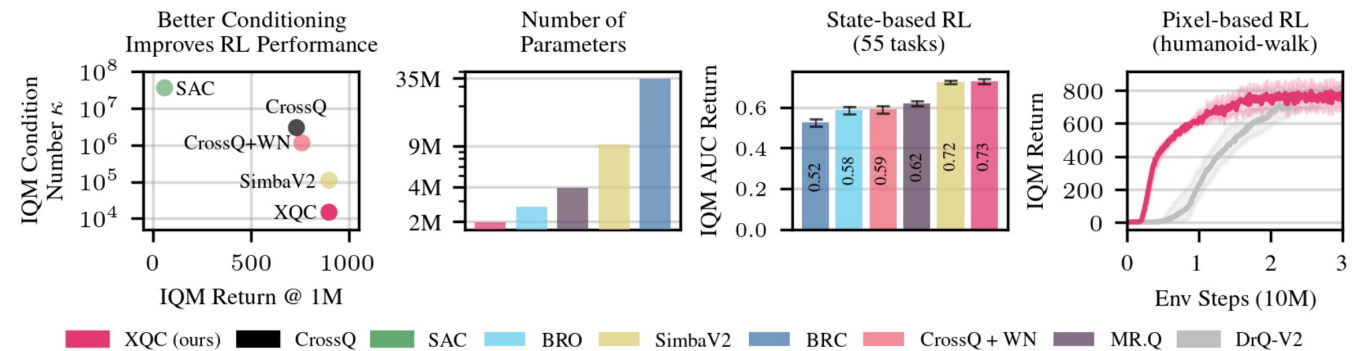 Better Conditioning
Improves RL Performance
IQM Condition
Number κ
10^8
10^7
10^6
10^5
10^4
SAC
CrossQ
CrossQ+WN
SimbaV2
XQC
0 500 1000
IQM Return @ 1M
Number of
Parameters
35M
9M
4M
2M
State-based RL
(55 tasks)
IQM AUC Return
0.6
0.4
0.2
0.0
0.52 0.58 0.59 0.62 0.72 0.73
Pixel-based RL
(humanoid-walk)
IQM Return
800
600
400
200
0
0 1 2 3
Env Steps (10M)
XQC (ours) CrossQ SAC BRO SimbaV2 BRC CrossQ + WN MR.Q DrQ-V2